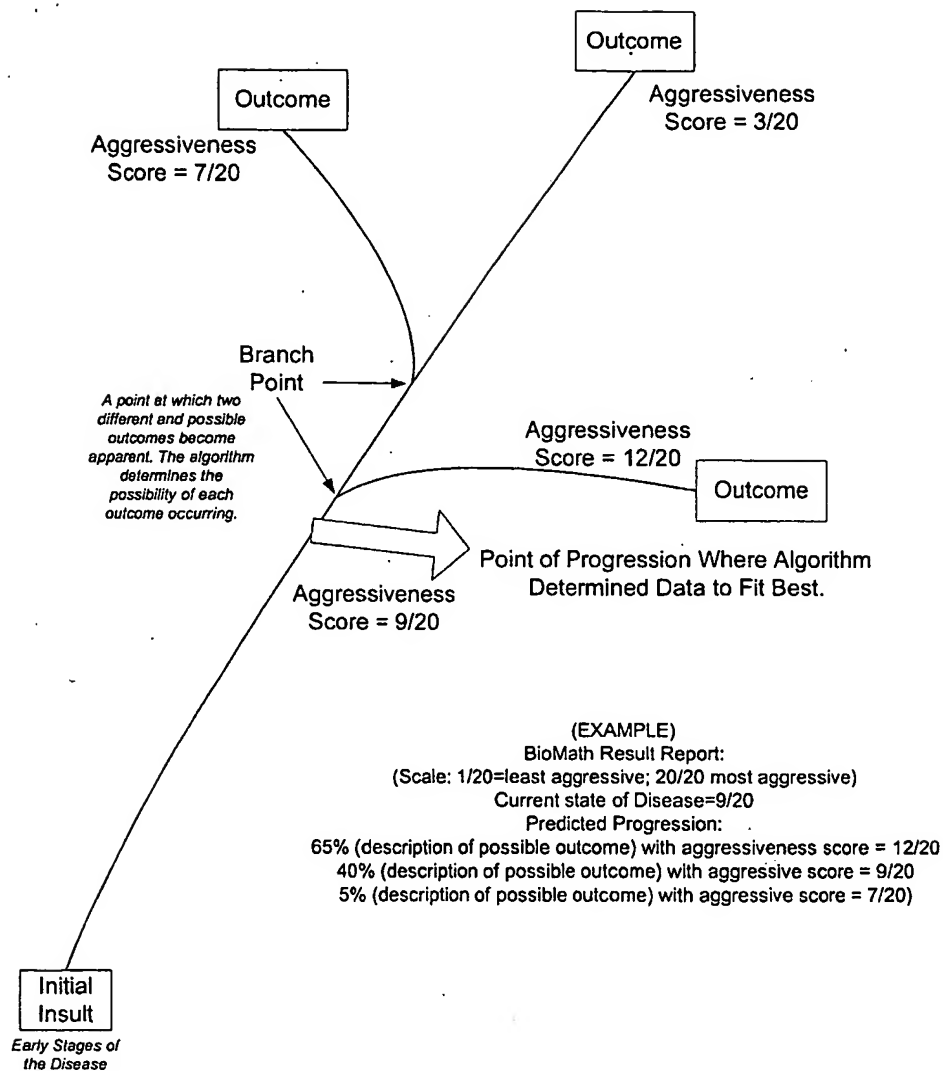 Outcome
Aggressiveness
Score = 3/20
Outcome
Aggressiveness
Score = 7/20
Branch
Point
A point at which two
different and possible
outcomes become
apparent. The algorithm
determines the
possibility of each
outcome occurring.
Aggressiveness
Score = 12/20
Outcome
Point of Progression Where Algorithm
Determined Data to Fit Best.
Aggressiveness
Score = 9/20
(EXAMPLE)
BioMath Result Report:
(Scale: 1/20=least aggressive; 20/20 most aggressive)
Current state of Disease=9/20
Predicted Progression:
65% (description of possible outcome) with aggressiveness score = 12/20
40% (description of possible outcome) with aggressive score = 9/20
5% (description of possible outcome) with aggressive score = 7/20)
Initial
Insult
Early Stages of
the Disease